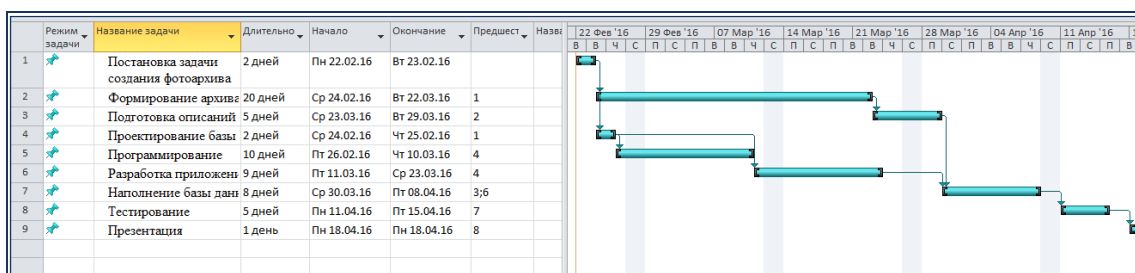 Режим задачи Название задачи Длительно Начало Окончание Предшест Назва 22 Фев '16 29 Фев '16 07 Мар '16 14 Мар '16 21 Мар '16 28 Мар '16 04 Апр '16 11 Апр '16
В В Ч С П С П В В Ч С П С П В В Ч С П С П В В Ч С П С П В
1 Постановка задачи создания фотоархива 2 дней Пн 22.02.16 Вт 23.02.16
2 Формирование архива 20 дней Ср 24.02.16 Вт 22.03.16 1
3 Подготовка описаний 5 дней Ср 23.03.16 Вт 29.03.16 2
4 Проектирование базы 2 дней Ср 24.02.16 Чт 25.02.16 1
5 Программирование 10 дней Пт 26.02.16 Чт 10.03.16 4
6 Разработка приложени 9 дней Пт 11.03.16 Ср 23.03.16 4
7 Наполнение базы дан 8 дней Ср 30.03.16 Пт 08.04.16 3;6
8 Тестирование 5 дней Пн 11.04.16 Пт 15.04.16 7
9 Презентация 1 день Пн 18.04.16 Пн 18.04.16 8